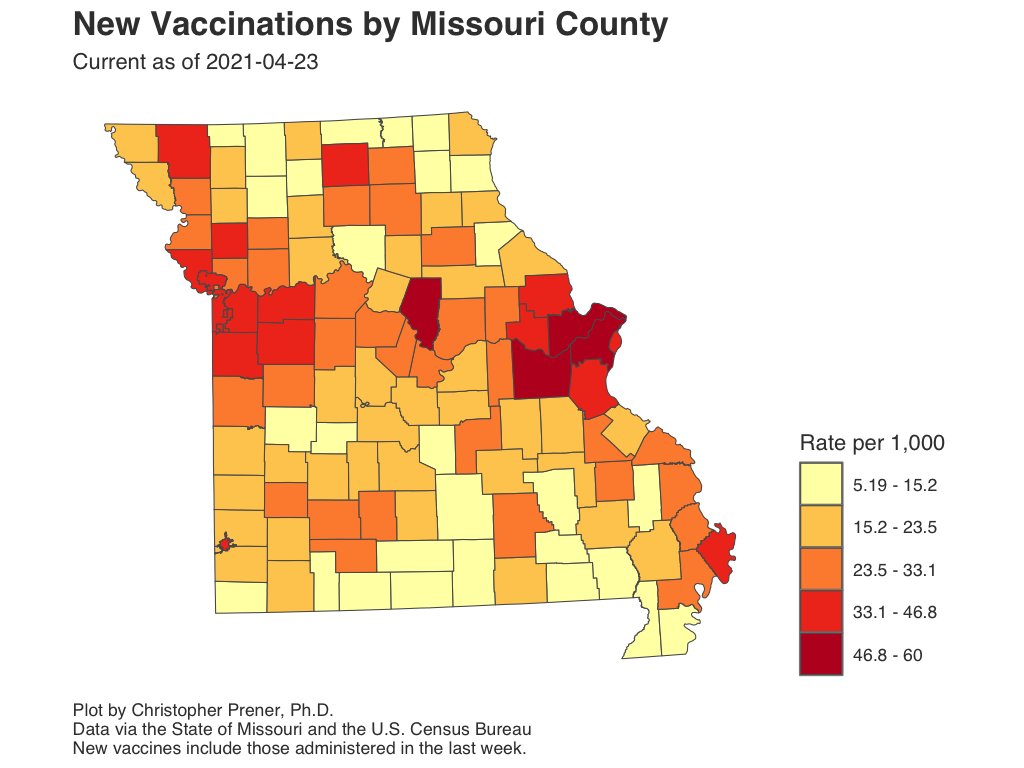 New Vaccinations by Missouri County
Current as of 2021-04-23
Rate per 1,000
5.19 - 15.2
15.2 - 23.5
23.5 - 33.1
33.1 - 46.8
46.8 - 60
Plot by Christopher Prener, Ph.D.
Data via the State of Missouri and the U.S. Census Bureau
New vaccines include those administered in the last week.